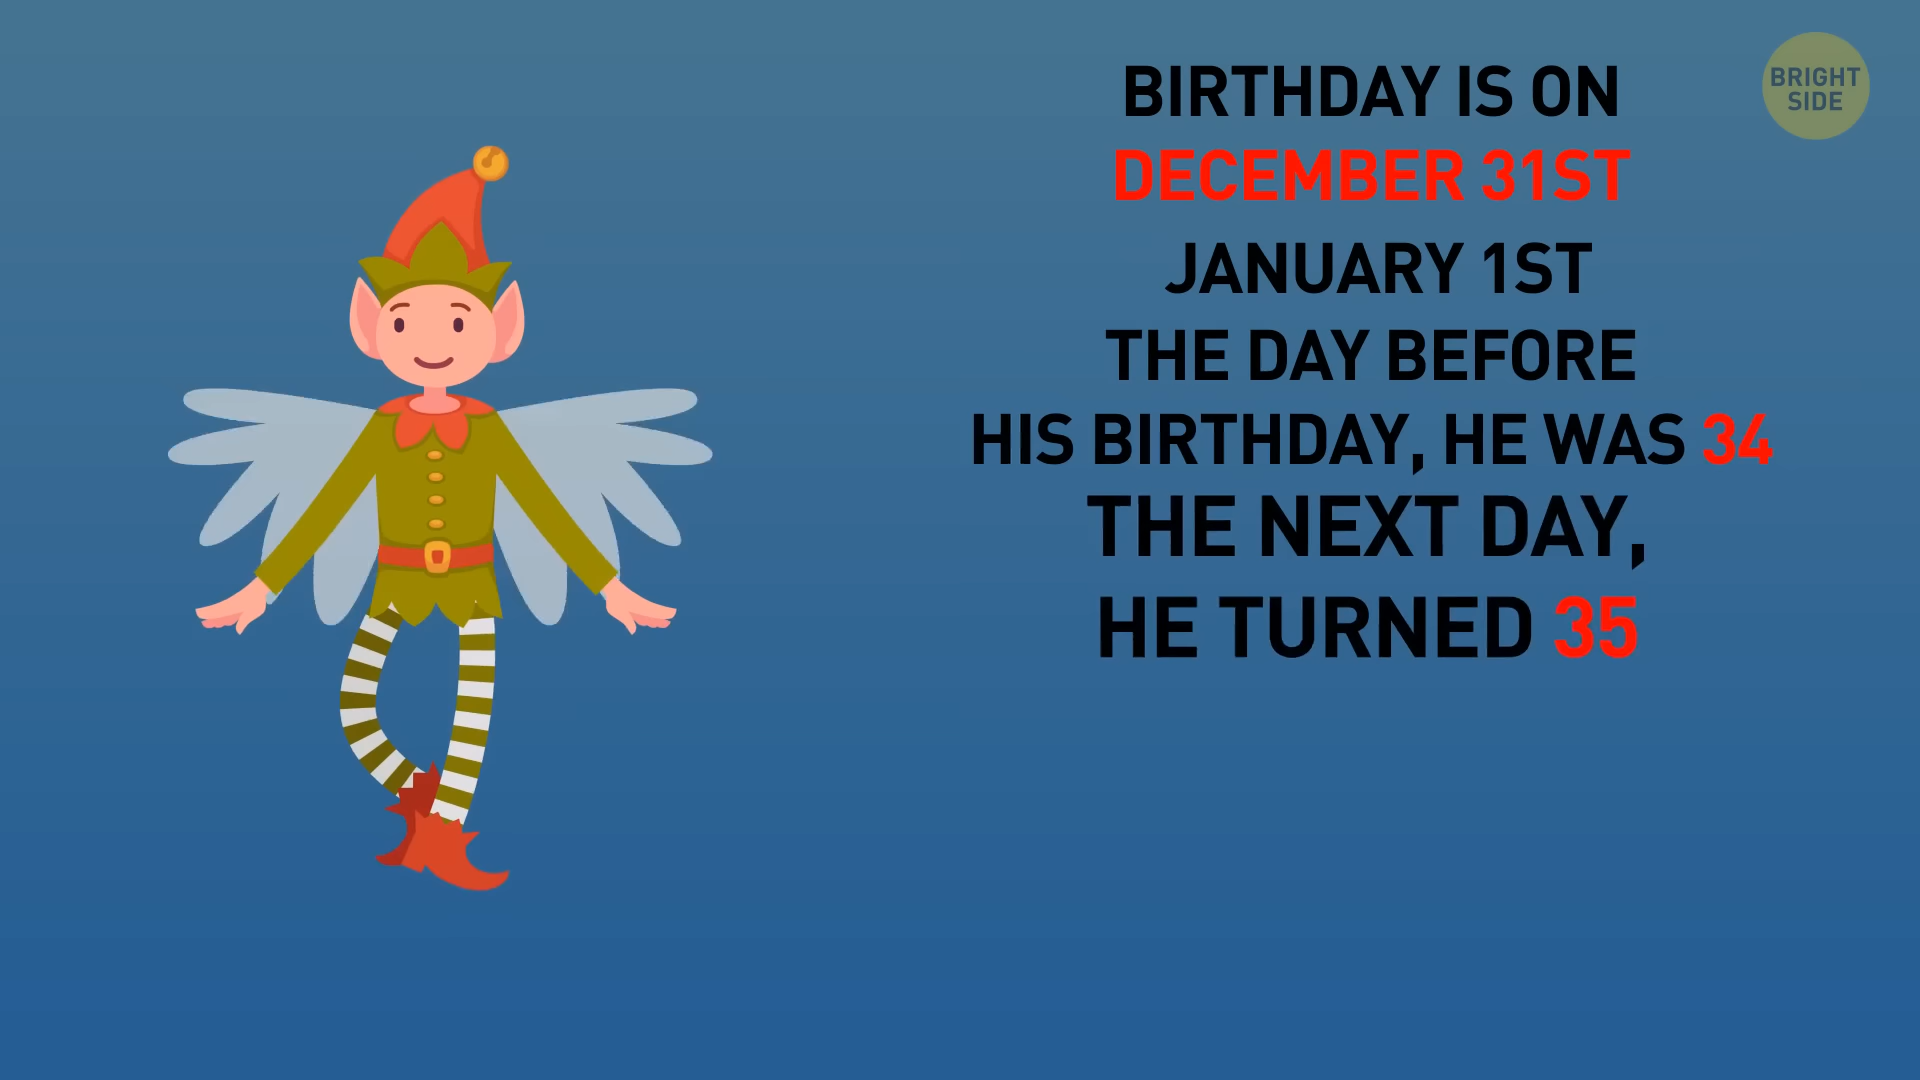 BIRTHDAY IS ON
DECEMBER 31ST
JANUARY 1ST
THE DAY BEFORE
HIS BIRTHDAY, HE WAS 34
THE NEXT DAY,
HE TURNED 35
BRIGHT
SIDE